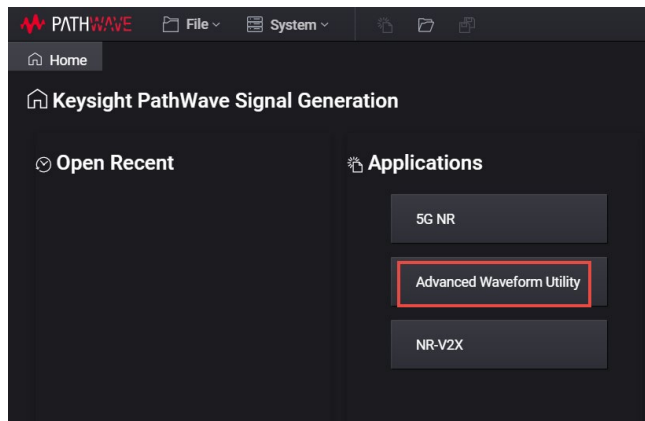 PATHWAVE File System
Home
Keysight PathWave Signal Generation
Open Recent
Applications
5G NR
Advanced Waveform Utility
NR-V2X